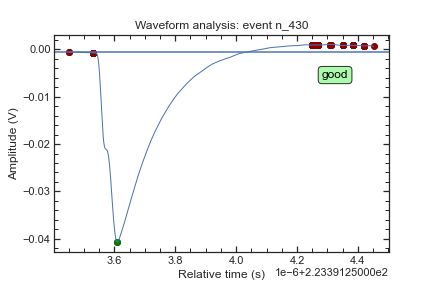 Waveform analysis: event n_430
0.00
−0.01
−0.02
−0.03
−0.04
Amplitude (V)
good
3.6
3.8
4.0
4.2
4.4
Relative time (s)
1e−6+2.2339125000e2